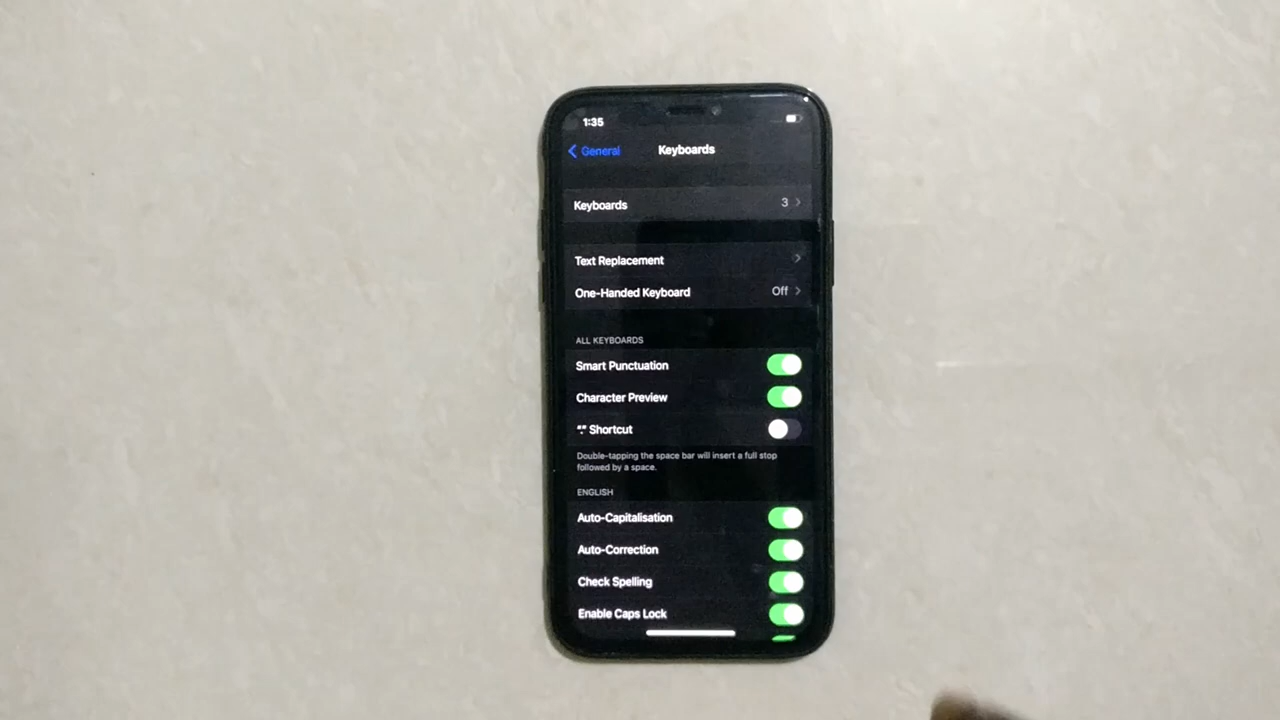 1:35
General Keyboards
Keyboards 3
Text Replacement
One-Handed Keyboard Off
ALL KEYBOARDS
Smart Punctuation
Character Preview
“.” Shortcut
Double-tapping the space bar will insert a full stop
followed by a space.
ENGLISH
Auto-Capitalisation
Auto-Correction
Check Spelling
Enable Caps Lock